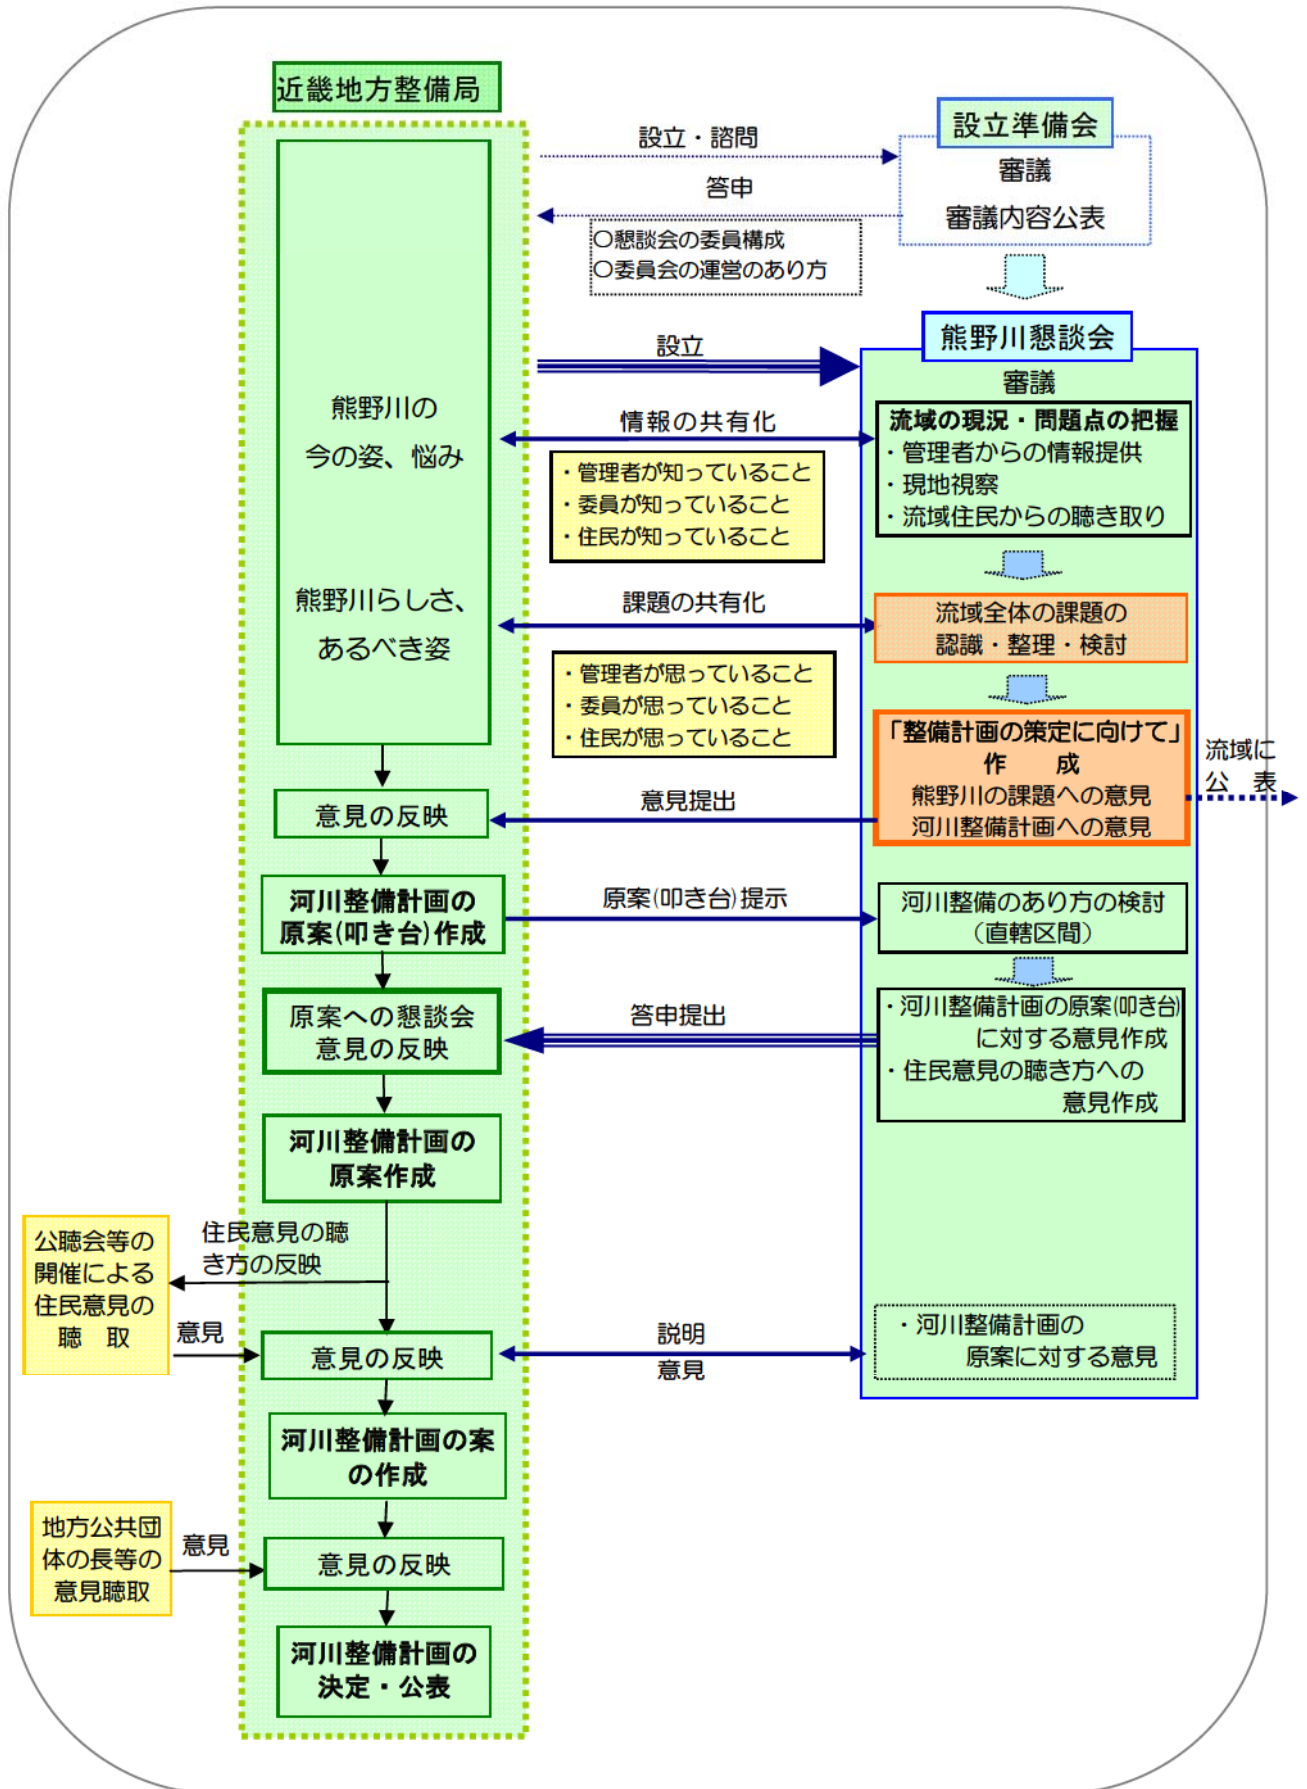 近畿地方整備局
設立準備会
審議
審議内容公表
設立・諮問
答申
○懇談会の委員構成
○委員会の運営のあり方
設立
熊野川懇談会
審議
熊野川の
今の姿、悩み
熊野川らしさ、
あるべき姿
情報の共有化
・管理者が知っていること
・委員が知っていること
・住民が知っていること
流域の現況・問題点の把握
・管理者からの情報提供
・現地視察
・流域住民からの聴き取り
課題の共有化
・管理者が思っていること
・委員が思っていること
・住民が思っていること
流域全体の課題の
認識・整理・検討
「整備計画の策定に向けて」
作 成
熊野川の課題への意見
河川整備計画への意見
流域に
公 表
意見の反映
意見提出
河川整備計画の
原案(叩き台)作成
原案(叩き台)提示
河川整備のあり方の検討
（直轄区間）
原案への懇談会
意見の反映
答申提出
・河川整備計画の原案(叩き台)
に対する意見作成
・住民意見の聴き方への
意見作成
河川整備計画の
原案作成
住民意見の聴
き方の反映
公聴会等の
開催による
住民意見の
聴 取
意見
意見の反映
説明
意見
・河川整備計画の
原案に対する意見
河川整備計画の案
の作成
地方公共団
体の長等の
意見聴取
意見
意見の反映
河川整備計画の
決定・公表